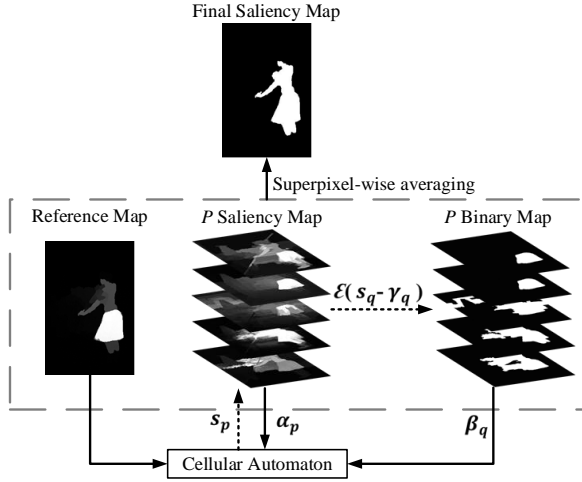 Final Saliency Map
Superpixel-wise averaging
Reference Map
P Saliency Map
P Binary Map
ℰ( s_q - γ_q )
s_p
α_p
β_q
Cellular Automaton